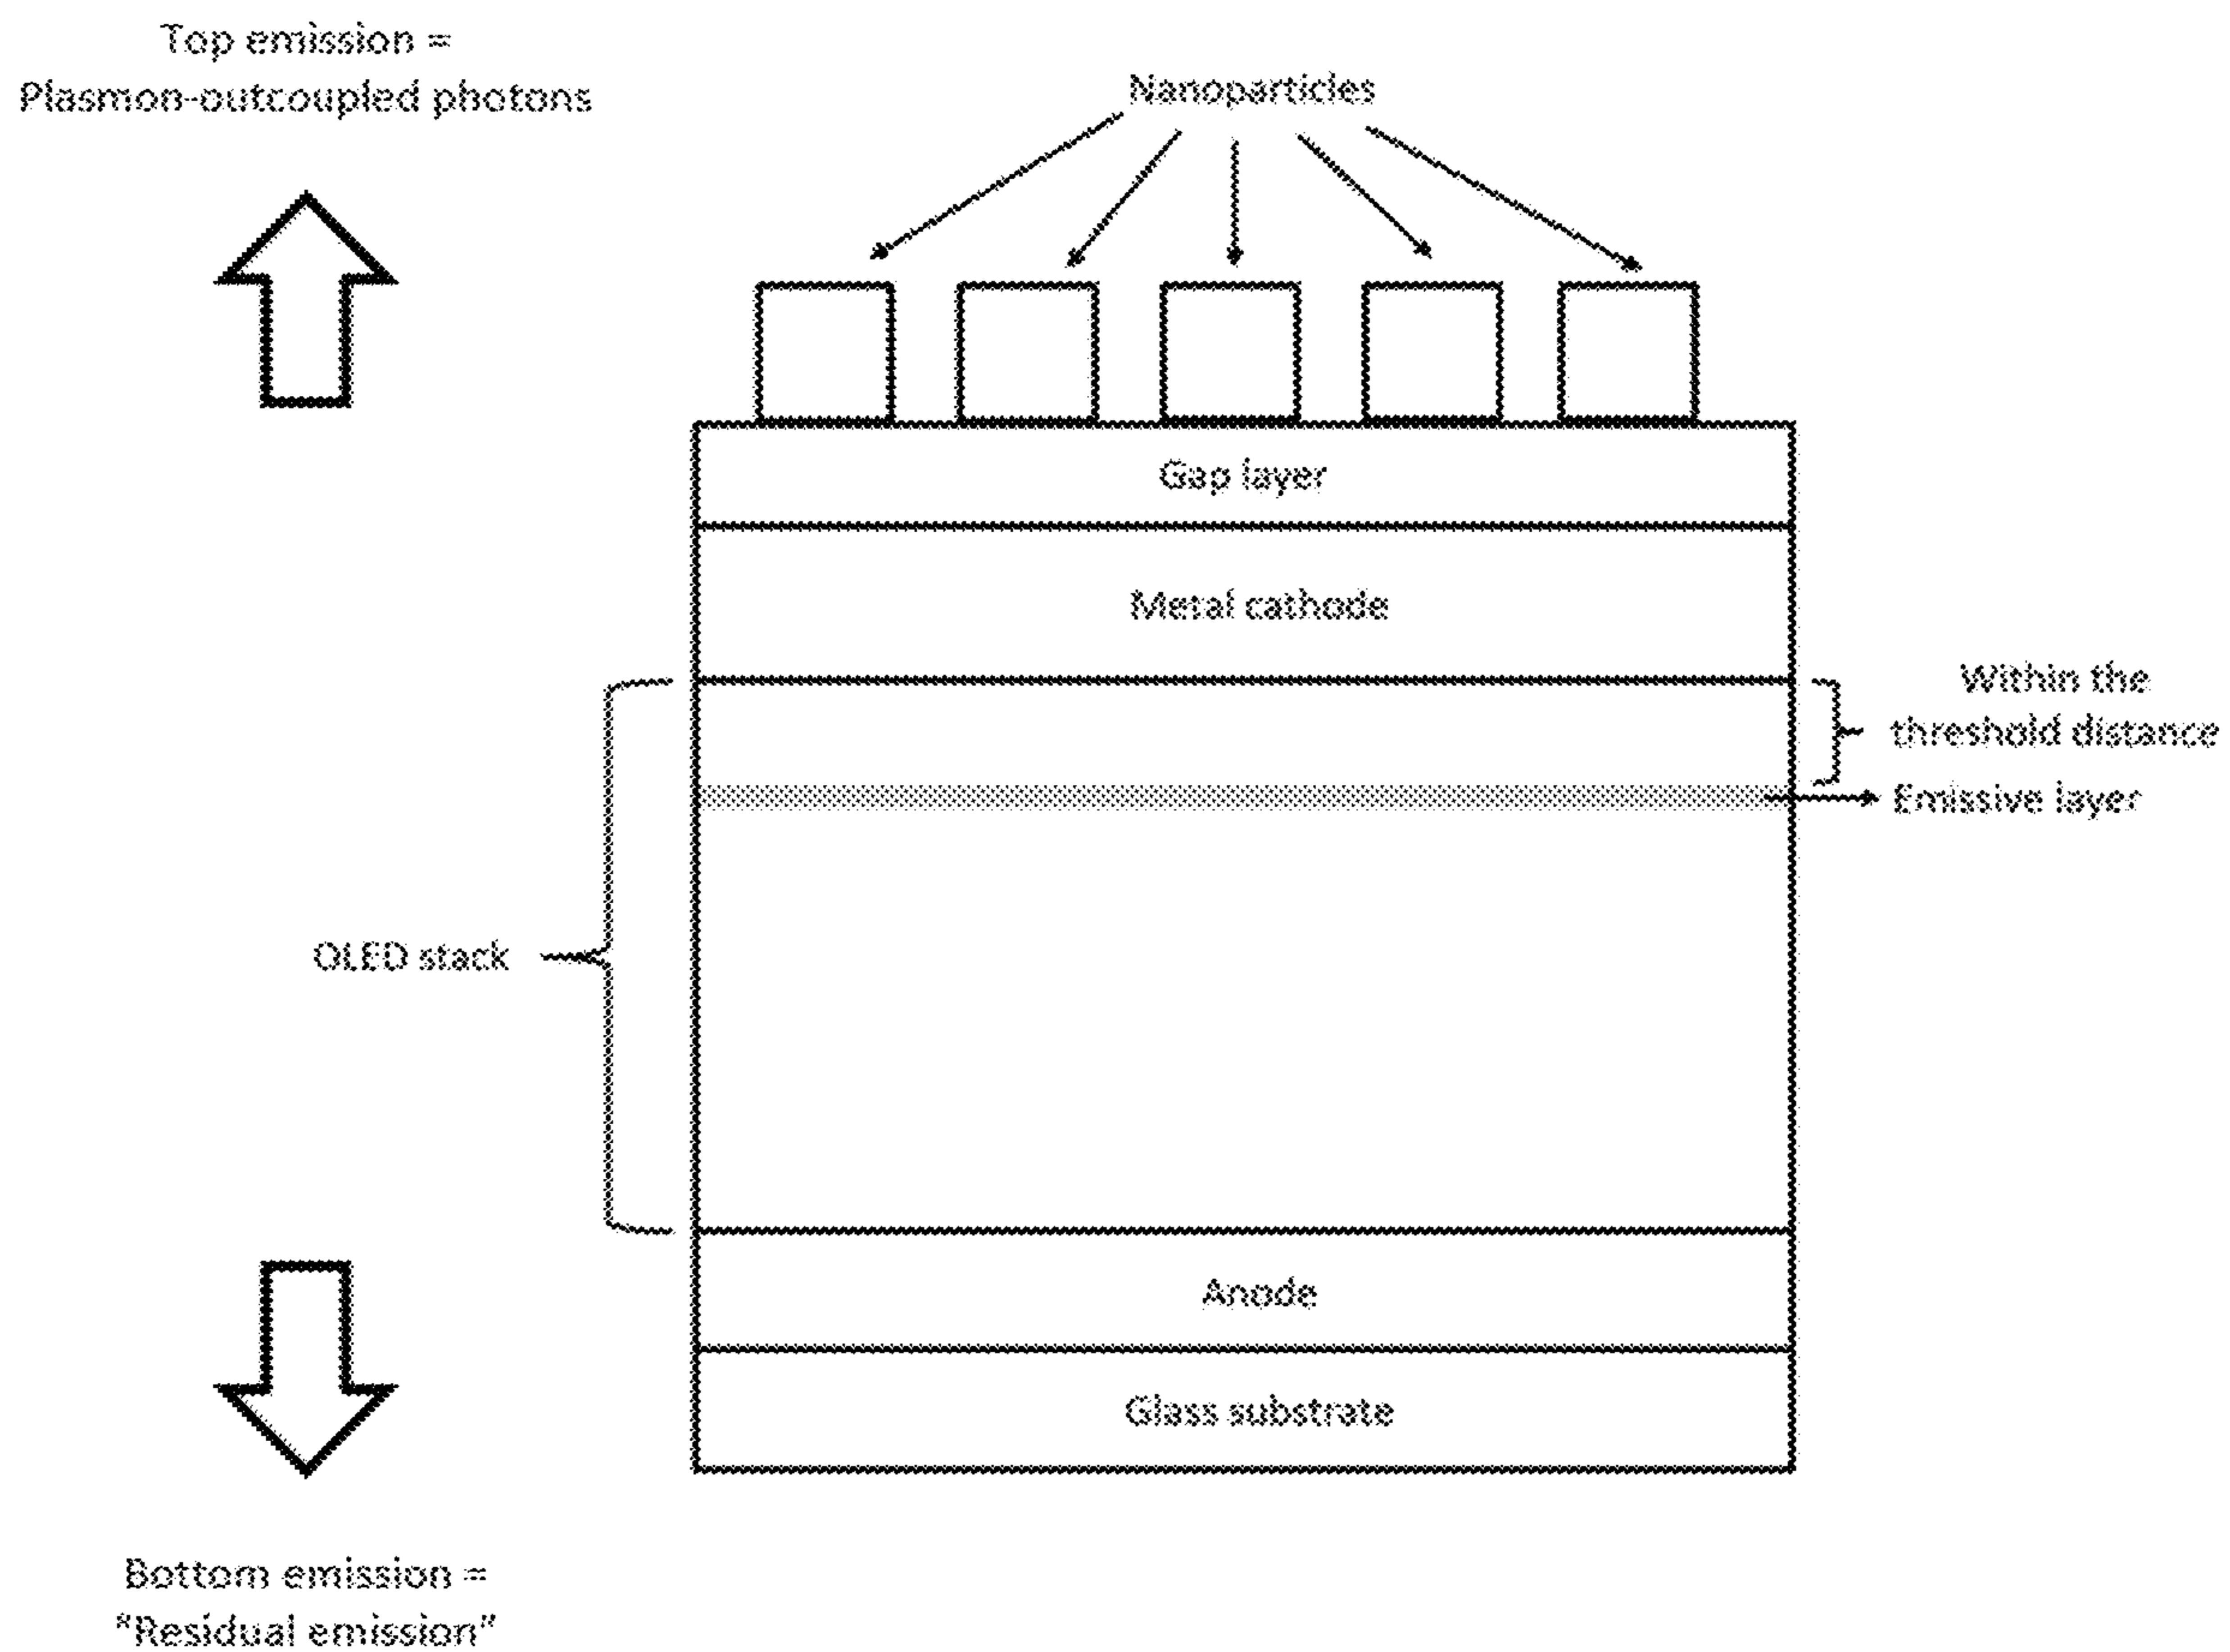 Top emission =
Plasmon-outcoupled photons
Nanoparticles
Gap layer
Metal cathode
Within the
threshold distance
Emissive layer
OLED stack
Anode
Glass substrate
Bottom emission =
"Residual emission"